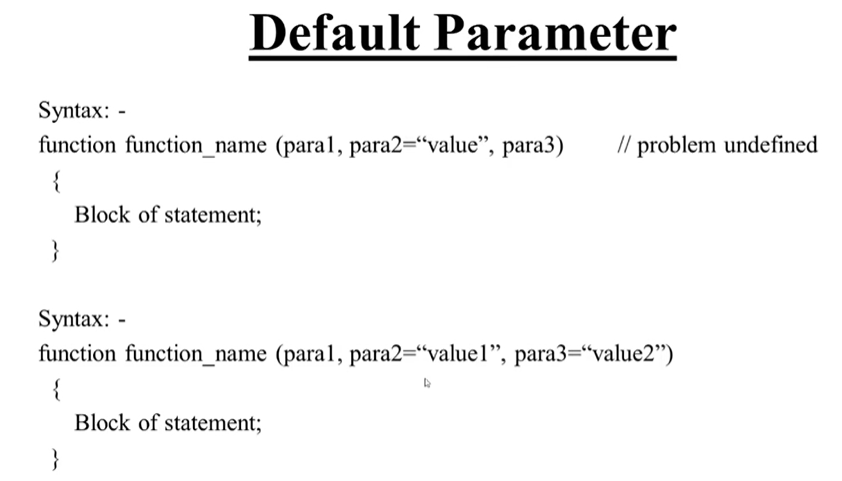 Default Parameter
Syntax: -
function function_name (para1, para2=“value”, para3) // problem undefined
{
Block of statement;
}
Syntax: -
function function_name (para1, para2=“value1”, para3=“value2”)
{
Block of statement;
}